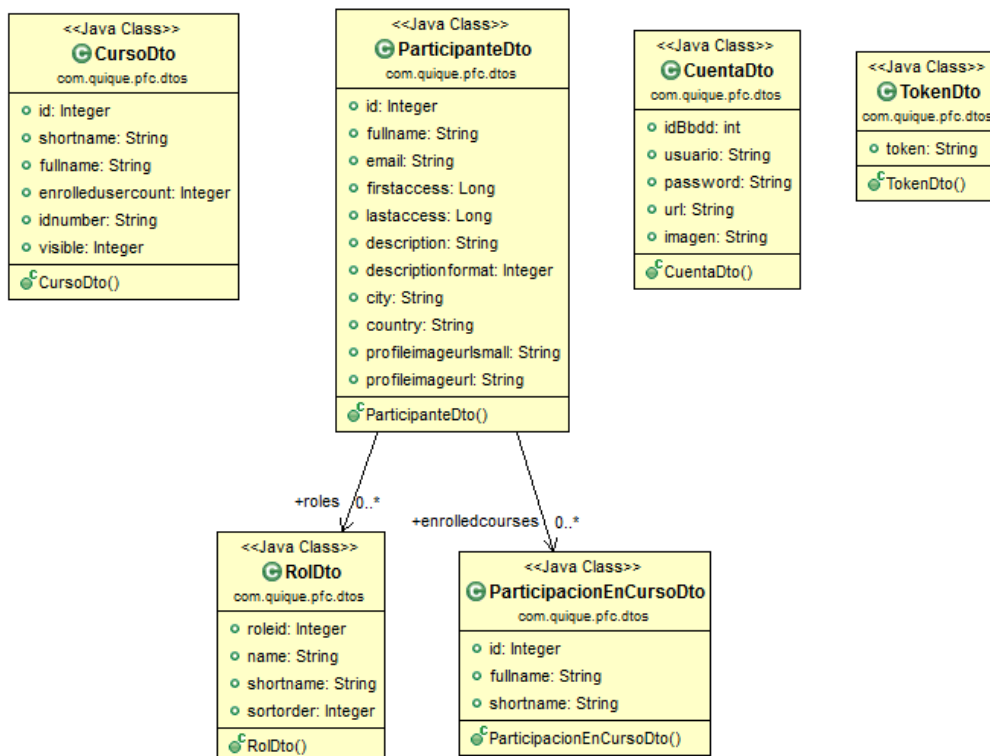 <<Java Class>>
CursoDto
com.quique.pfc.dtos
id: Integer
shortname: String
fullname: String
enrolledusercount: Integer
idnumber: String
visible: Integer
CursoDto()
<<Java Class>>
ParticipanteDto
com.quique.pfc.dtos
id: Integer
fullname: String
email: String
firstaccess: Long
lastaccess: Long
description: String
descriptionformat: Integer
city: String
country: String
profileimageurlsmall: String
profileimageurl: String
ParticipanteDto()
<<Java Class>>
CuentaDto
com.quique.pfc.dtos
idBbdd: int
usuario: String
password: String
url: String
imagen: String
CuentaDto()
<<Java Class>>
TokenDto
com.quique.pfc.dtos
token: String
TokenDto()
+roles 0..*
+enrolledcourses 0..*
<<Java Class>>
RolDto
com.quique.pfc.dtos
roleid: Integer
name: String
shortname: String
sortorder: Integer
RolDto()
<<Java Class>>
ParticipacionEnCursoDto
com.quique.pfc.dtos
id: Integer
fullname: String
shortname: String
ParticipacionEnCursoDto()